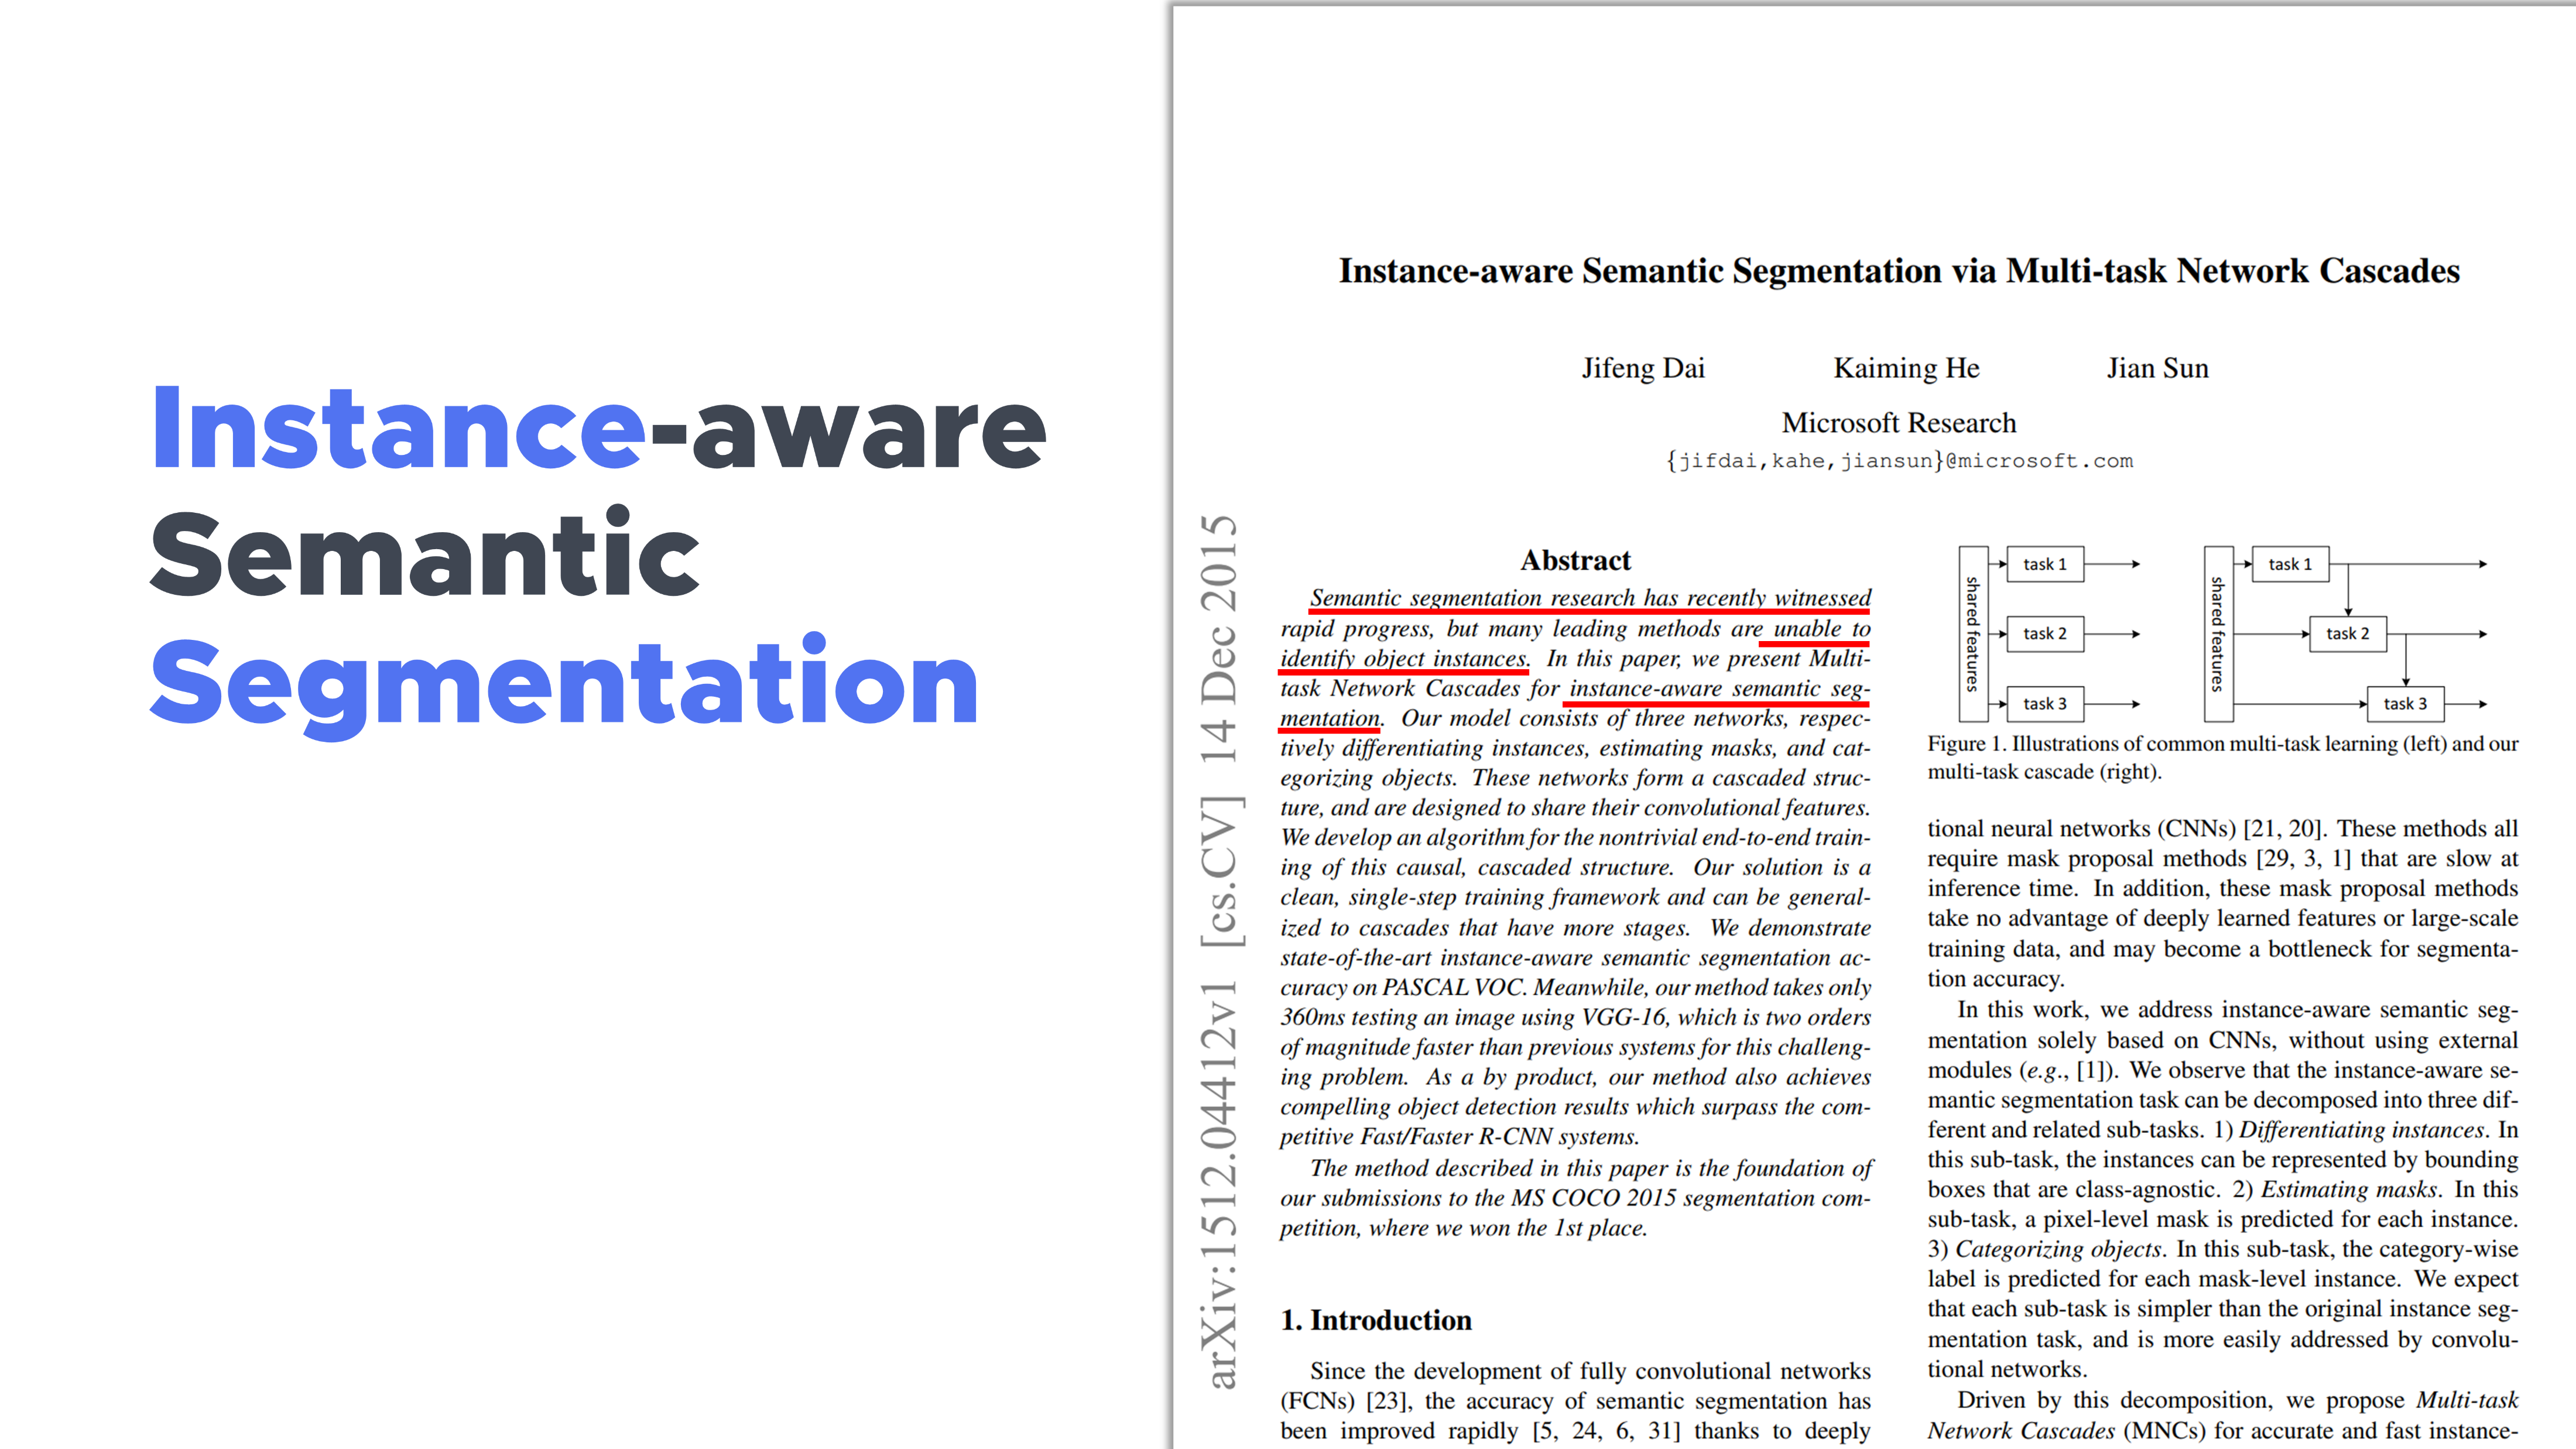 Instance-aware
Semantic
Segmentation
Instance-aware Semantic Segmentation via Multi-task Network Cascades
Jifeng Dai Kaiming He Jian Sun
Microsoft Research
{jifdai,kahe,jiansun}@microsoft.com
arXiv:1512.04412v1 [cs.CV] 14 Dec 2015
Abstract
Semantic segmentation research has recently witnessed
rapid progress, but many leading methods are unable to
identify object instances. In this paper, we present Multi-
task Network Cascades for instance-aware semantic seg-
mentation. Our model consists of three networks, respec-
tively differentiating instances, estimating masks, and cat-
egorizing objects. These networks form a cascaded struc-
ture, and are designed to share their convolutional features.
We develop an algorithm for the nontrivial end-to-end train-
ing of this causal, cascaded structure. Our solution is a
clean, single-step training framework and can be general-
ized to cascades that have more stages. We demonstrate
state-of-the-art instance-aware semantic segmentation ac-
curacy on PASCAL VOC. Meanwhile, our method takes only
360ms testing an image using VGG-16, which is two orders
of magnitude faster than previous systems for this challeng-
ing problem. As a by product, our method also achieves
compelling object detection results which surpass the com-
petitive Fast/Faster R-CNN systems.
The method described in this paper is the foundation of
our submissions to the MS COCO 2015 segmentation com-
petition, where we won the 1st place.
1. Introduction
Since the development of fully convolutional networks
(FCNs) [23], the accuracy of semantic segmentation has
been improved rapidly [5, 24, 6, 31] thanks to deeply
shared features
task 1
task 2
task 3
shared features
task 1
task 2
task 3
Figure 1. Illustrations of common multi-task learning (left) and our
multi-task cascade (right).
tional neural networks (CNNs) [21, 20]. These methods all
require mask proposal methods [29, 3, 1] that are slow at
inference time. In addition, these mask proposal methods
take no advantage of deeply learned features or large-scale
training data, and may become a bottleneck for segmenta-
tion accuracy.
In this work, we address instance-aware semantic seg-
mentation solely based on CNNs, without using external
modules (e.g., [1]). We observe that the instance-aware se-
mantic segmentation task can be decomposed into three dif-
ferent and related sub-tasks. 1) Differentiating instances. In
this sub-task, the instances can be represented by bounding
boxes that are class-agnostic. 2) Estimating masks. In this
sub-task, a pixel-level mask is predicted for each instance.
3) Categorizing objects. In this sub-task, the category-wise
label is predicted for each mask-level instance. We expect
that each sub-task is simpler than the original instance seg-
mentation task, and is more easily addressed by convolu-
tional networks.
Driven by this decomposition, we propose Multi-task
Network Cascades (MNCs) for accurate and fast instance-